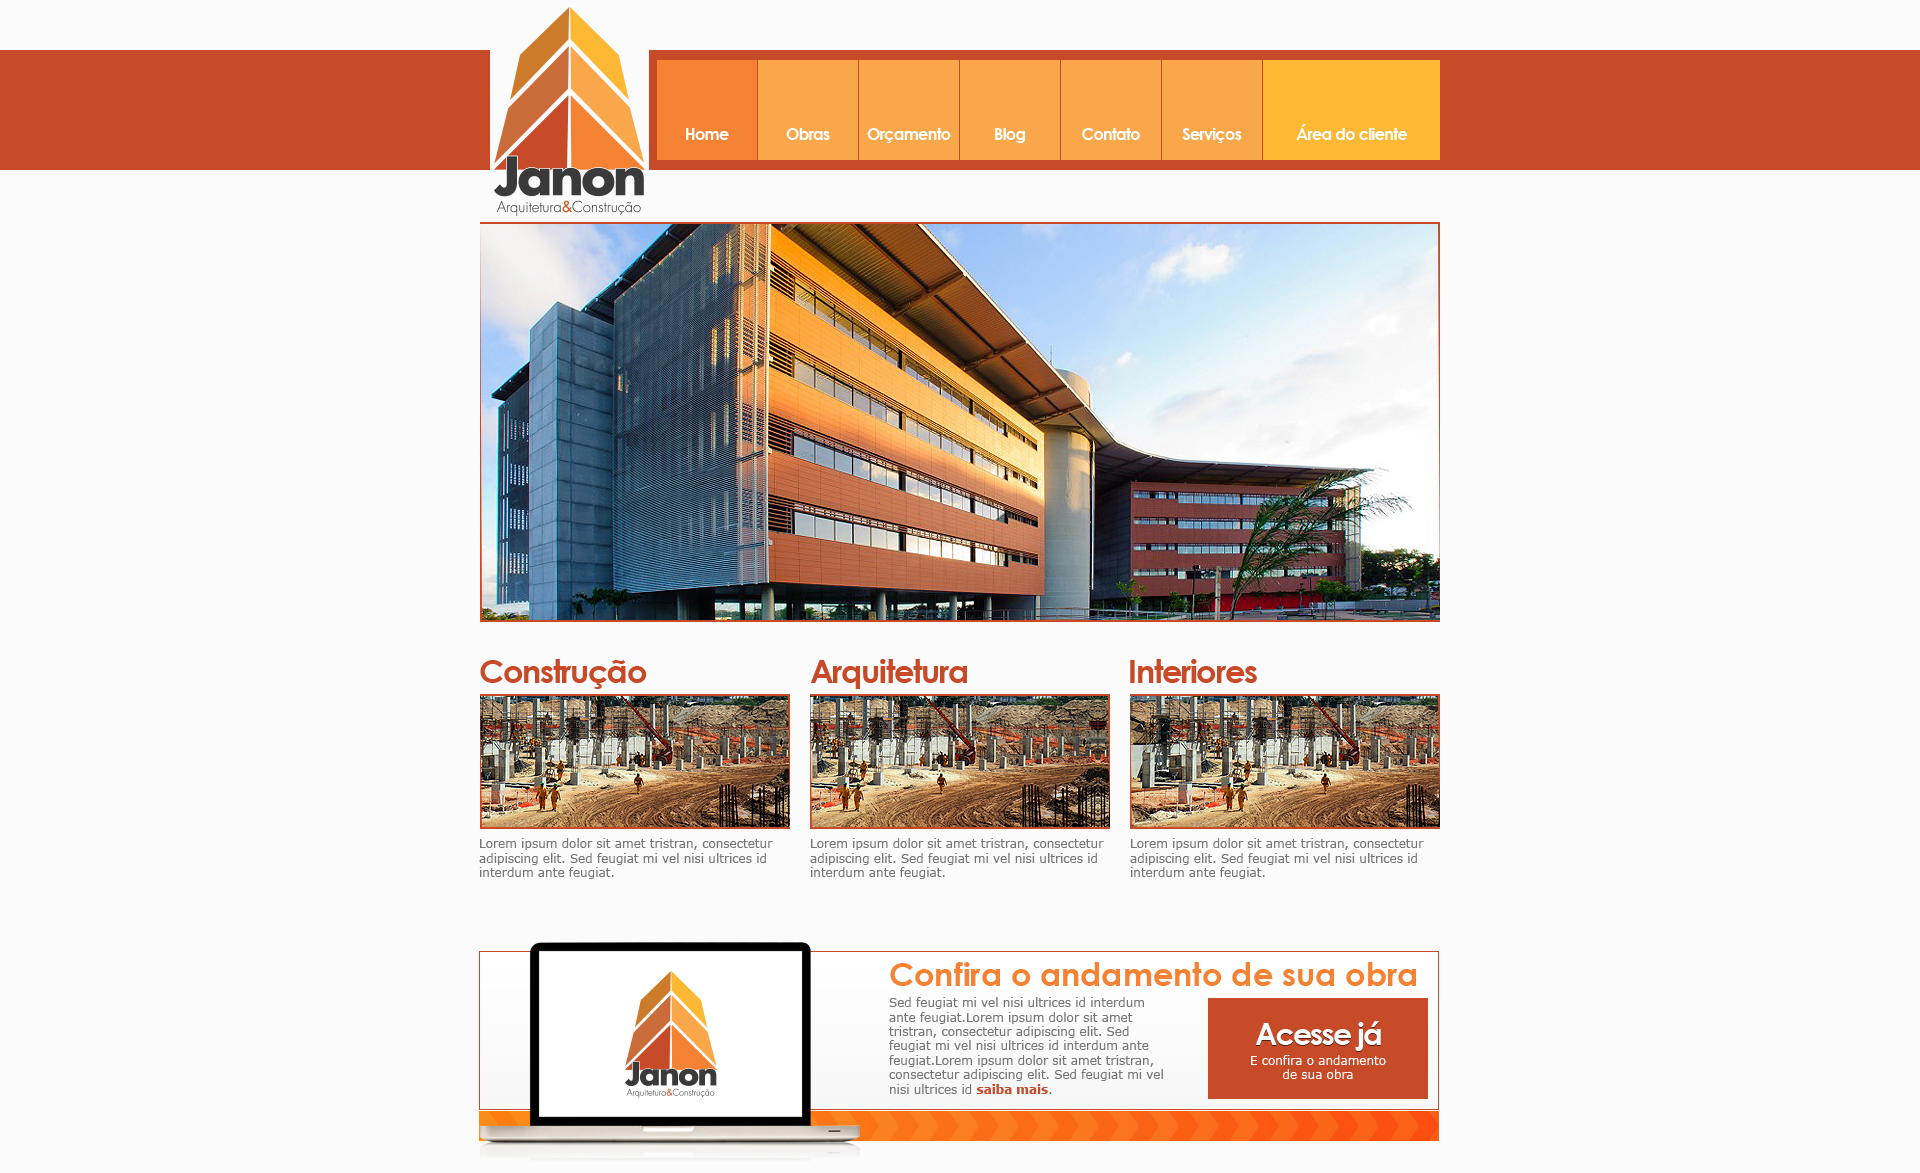 Janon
Arquitetura&Construção
Home
Obras
Orçamento
Blog
Contato
Serviços
Área do cliente
Construção
Arquitetura
Interiores
Lorem ipsum dolor sit amet tristran, consectetur
adipiscing elit. Sed feugiat mi vel nisi ultrices id
interdum ante feugiat.
Lorem ipsum dolor sit amet tristran, consectetur
adipiscing elit. Sed feugiat mi vel nisi ultrices id
interdum ante feugiat.
Lorem ipsum dolor sit amet tristran, consectetur
adipiscing elit. Sed feugiat mi vel nisi ultrices id
interdum ante feugiat.
Janon
Arquitetura&Construção
Confira o andamento de sua obra
Sed feugiat mi vel nisi ultrices id interdum
ante feugiat.Lorem ipsum dolor sit amet
tristran, consectetur adipiscing elit. Sed
feugiat mi vel nisi ultrices id interdum ante
feugiat.Lorem ipsum dolor sit amet tristran,
consectetur adipiscing elit. Sed feugiat mi vel
nisi ultrices id saiba mais.
Acesse já
E confira o andamento
de sua obra